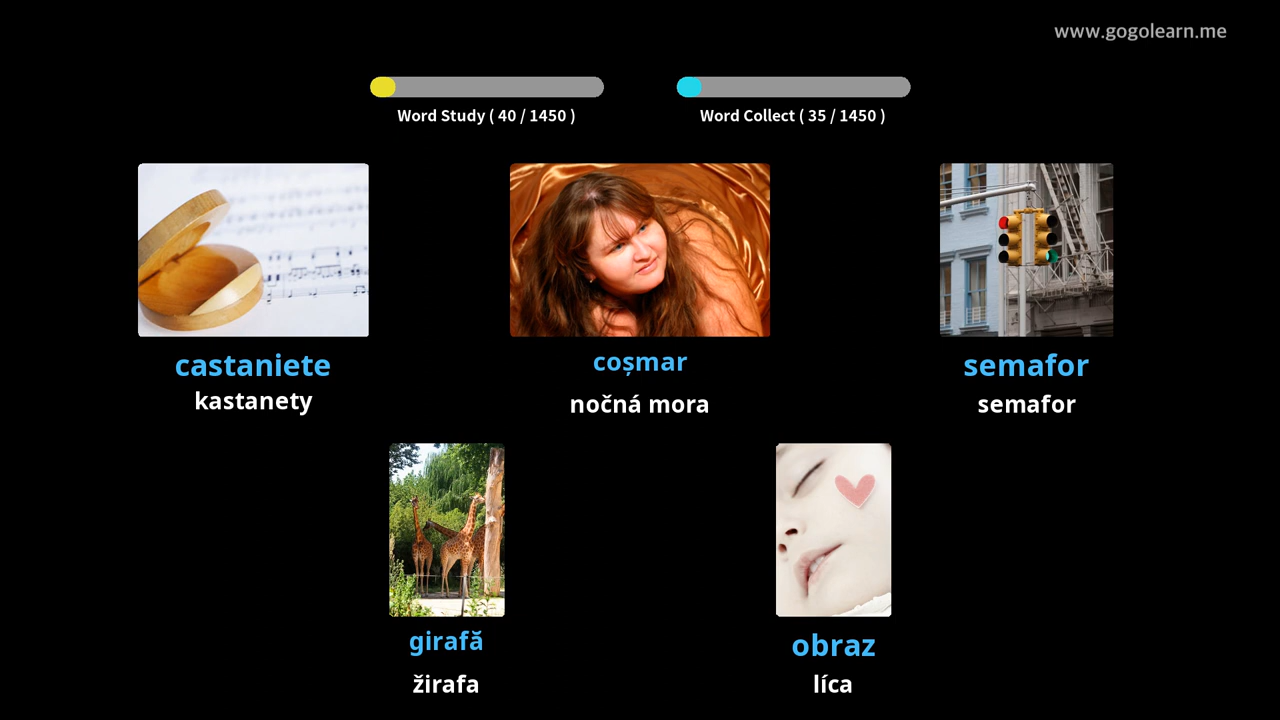 www.gogolearn.me
Word Study ( 40 / 1450 )
Word Collect ( 35 / 1450 )
castaniete
kastanety
coșmar
nočná mora
semafor
semafor
girafă
žirafa
obraz
líca